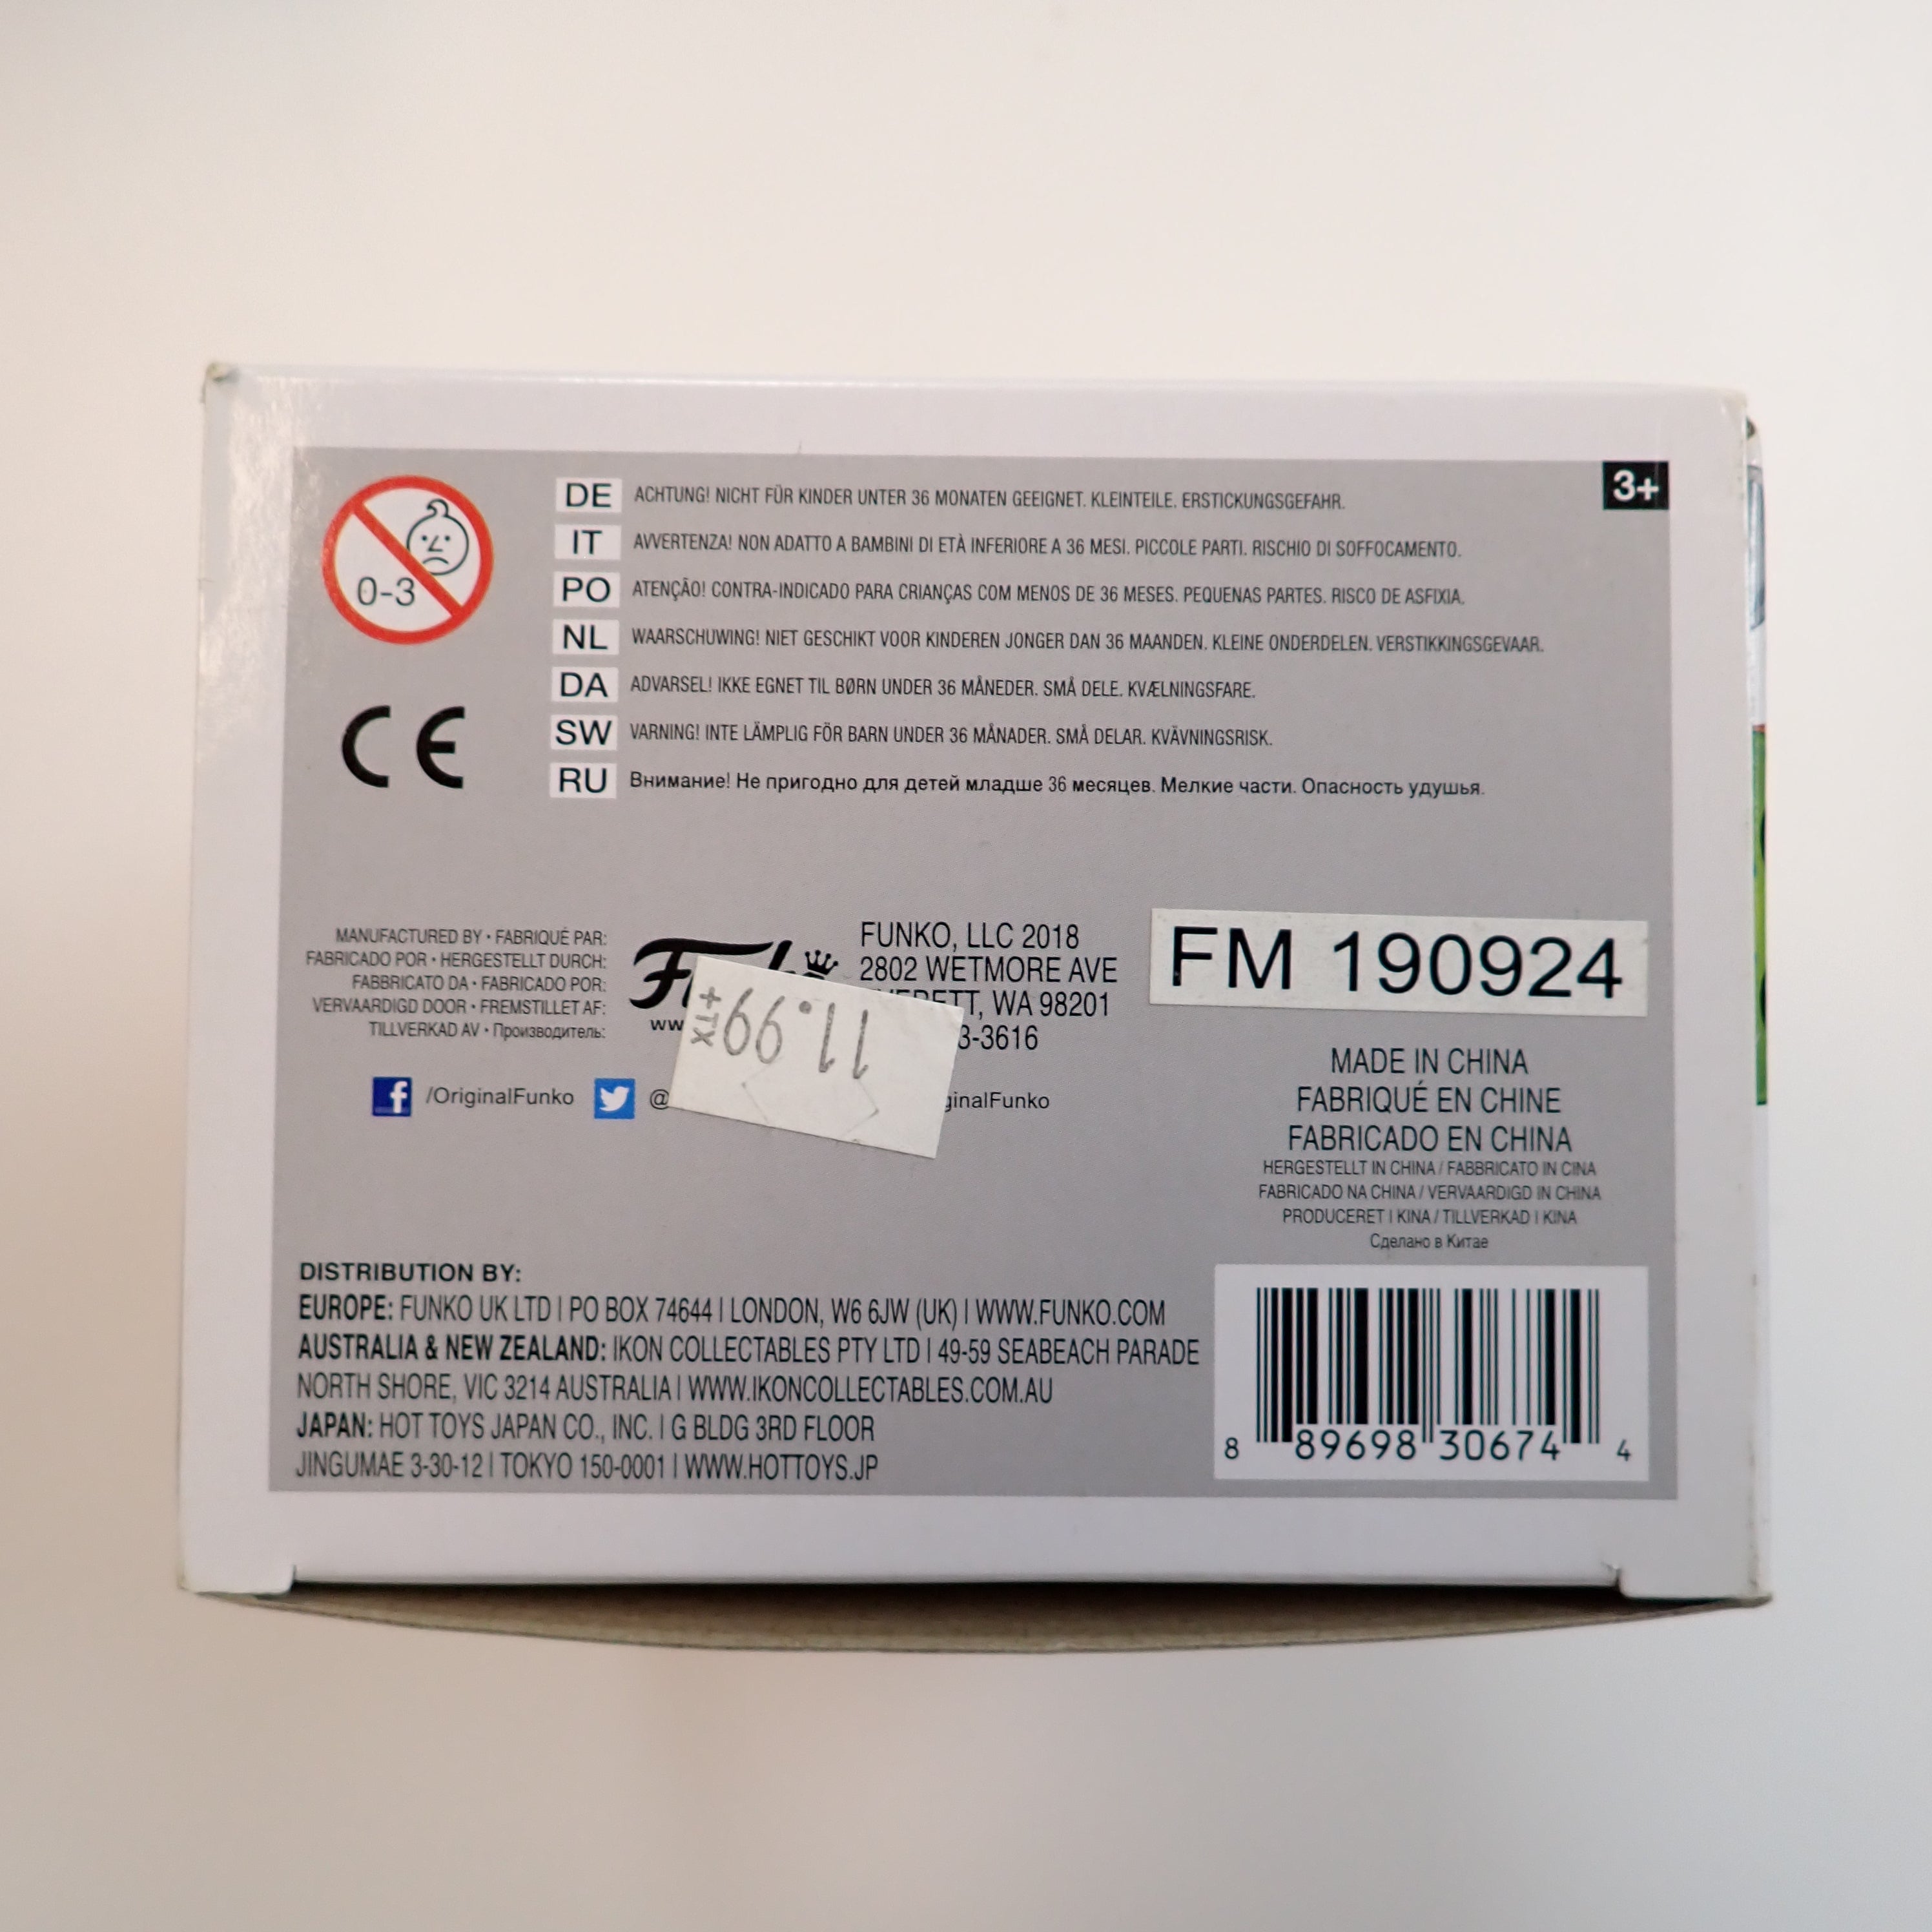 3+
0-3
DE ACHTUNG! NICHT FÜR KINDER UNTER 36 MONATEN GEEIGNET. KLEINTEILE. ERSTICKUNGSGEFAHR.
IT AVVERTENZA! NON ADATTO A BAMBINI DI ETÀ INFERIORE A 36 MESI. PICCOLE PARTI. RISCHIO DI SOFFOCAMENTO.
PO ATENÇÃO! CONTRA-INDICADO PARA CRIANÇAS COM MENOS DE 36 MESES. PEQUENAS PARTES. RISCO DE ASFIXIA.
NL WAARSCHUWING! NIET GESCHIKT VOOR KINDEREN JONGER DAN 36 MAANDEN. KLEINE ONDERDELEN. VERSTIKKINGSGEVAAR.
DA ADVARSEL! IKKE EGNET TIL BØRN UNDER 36 MÅNEDER. SMÅ DELE. KVÆLNINGSFARE.
SW VARNING! INTE LÄMPLIG FÖR BARN UNDER 36 MÅNADER. SMÅ DELAR. KVÄVNINGSRISK.
RU Внимание! Не пригодно для детей младше 36 месяцев. Мелкие части. Опасность удушья.
CE
MANUFACTURED BY • FABRIQUÉ PAR:
FABRICADO POR • HERGESTELLT DURCH:
FABBRICATO DA • FABRICADO POR:
VERVAARDIGD DOOR • FREMSTILLET AF:
TILLVERKAD AV • Производитель:
11.99
+TX
FUNKO, LLC 2018
2802 WETMORE AVE
WA 98201
3-3616
/OriginalFunko @
FM 190924
MADE IN CHINA
FABRIQUÉ EN CHINE
FABRICADO EN CHINA
HERGESTELLT IN CHINA / FABBRICATO IN CINA
FABRICADO NA CHINA / VERVAARDIGD IN CHINA
PRODUCERET I KINA / TILLVERKAD I KINA
Сделано в Китае
DISTRIBUTION BY:
EUROPE: FUNKO UK LTD | PO BOX 74644 | LONDON, W6 6JW (UK) | WWW.FUNKO.COM
AUSTRALIA & NEW ZEALAND: IKON COLLECTABLES PTY LTD | 49-59 SEABEACH PARADE
NORTH SHORE, VIC 3214 AUSTRALIA | WWW.IKONCOLLECTABLES.COM.AU
JAPAN: HOT TOYS JAPAN CO., INC. | G BLDG 3RD FLOOR
JINGUMAE 3-30-12 | TOKYO 150-0001 | WWW.HOTTOYS.JP
8 89698 30674 4